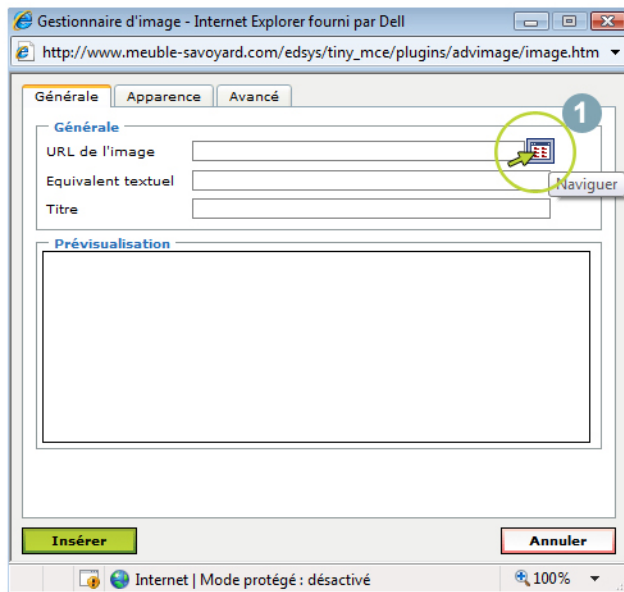 Gestionnaire d'image - Internet Explorer fourni par Dell
http://www.meuble-savoyard.com/edsys/tiny_mce/plugins/advimage/image.htm
Générale Apparence Avancé
1
Générale
URL de l'image
Naviguer
Equivalent textuel
Titre
Prévisualisation
Insérer Annuler
Internet | Mode protégé : désactivé 100%